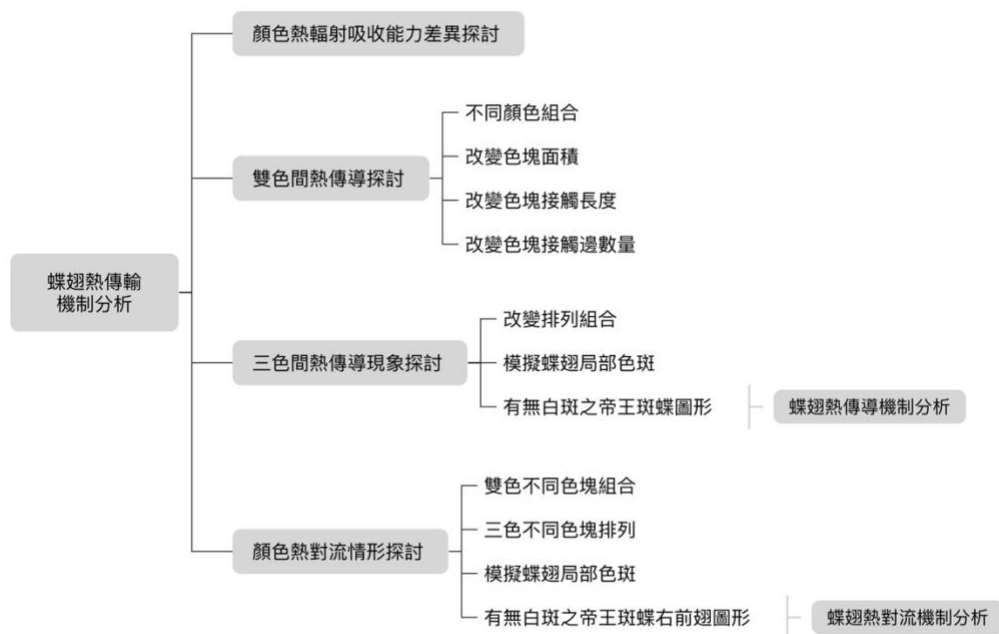 顏色熱輻射吸收能力差異探討
不同顏色組合
改變色塊面積
雙色間熱傳導探討
改變色塊接觸長度
改變色塊接觸邊數量
蝶翅熱傳輸
機制分析
改變排列組合
三色間熱傳導現象探討
模擬蝶翅局部色斑
有無白斑之帝王斑蝶圖形
蝶翅熱傳導機制分析
雙色不同色塊組合
三色不同色塊排列
顏色熱對流情形探討
模擬蝶翅局部色斑
有無白斑之帝王斑蝶右前翅圖形
蝶翅熱對流機制分析